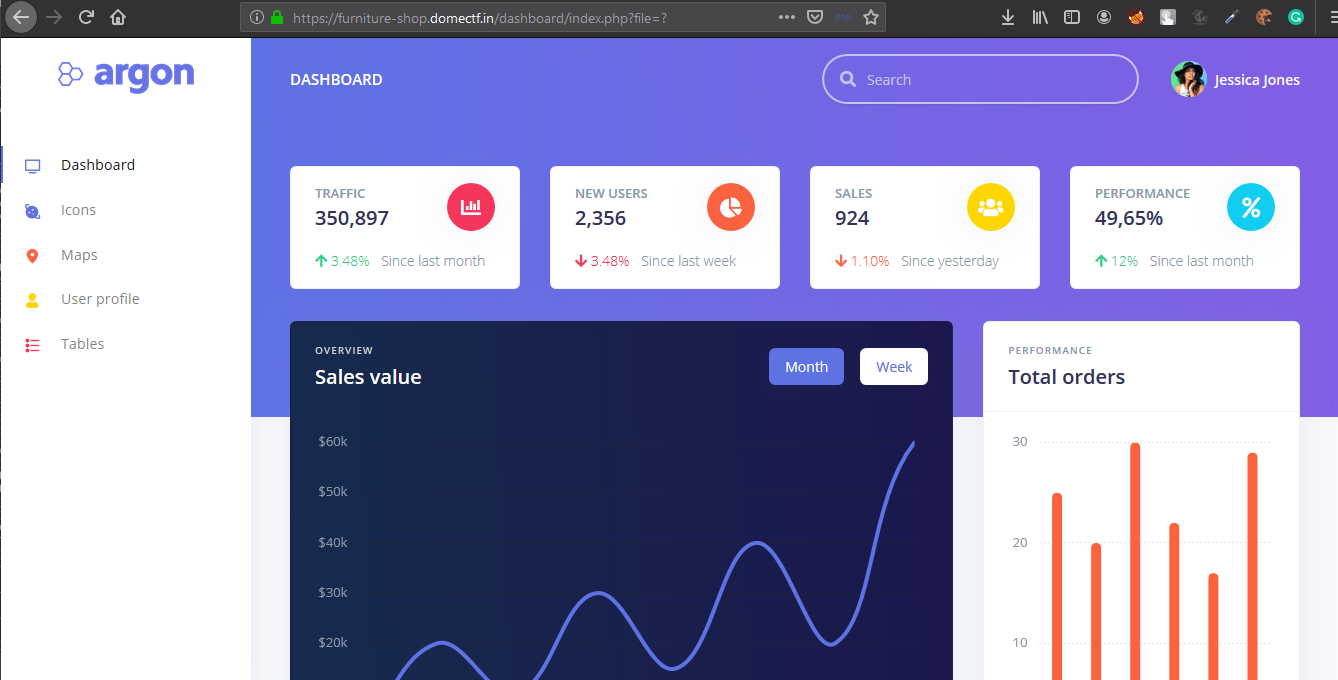 https://furniture-shop.domectf.in/dashboard/index.php?file=?
argon
DASHBOARD
Search
Jessica Jones
Dashboard
Icons
Maps
User profile
Tables
TRAFFIC
350,897
3.48% Since last month
NEW USERS
2,356
3.48% Since last week
SALES
924
1.10% Since yesterday
PERFORMANCE
49,65%
12% Since last month
OVERVIEW
Sales value
Month
Week
$60k
$50k
$40k
$30k
$20k
PERFORMANCE
Total orders
30
20
10